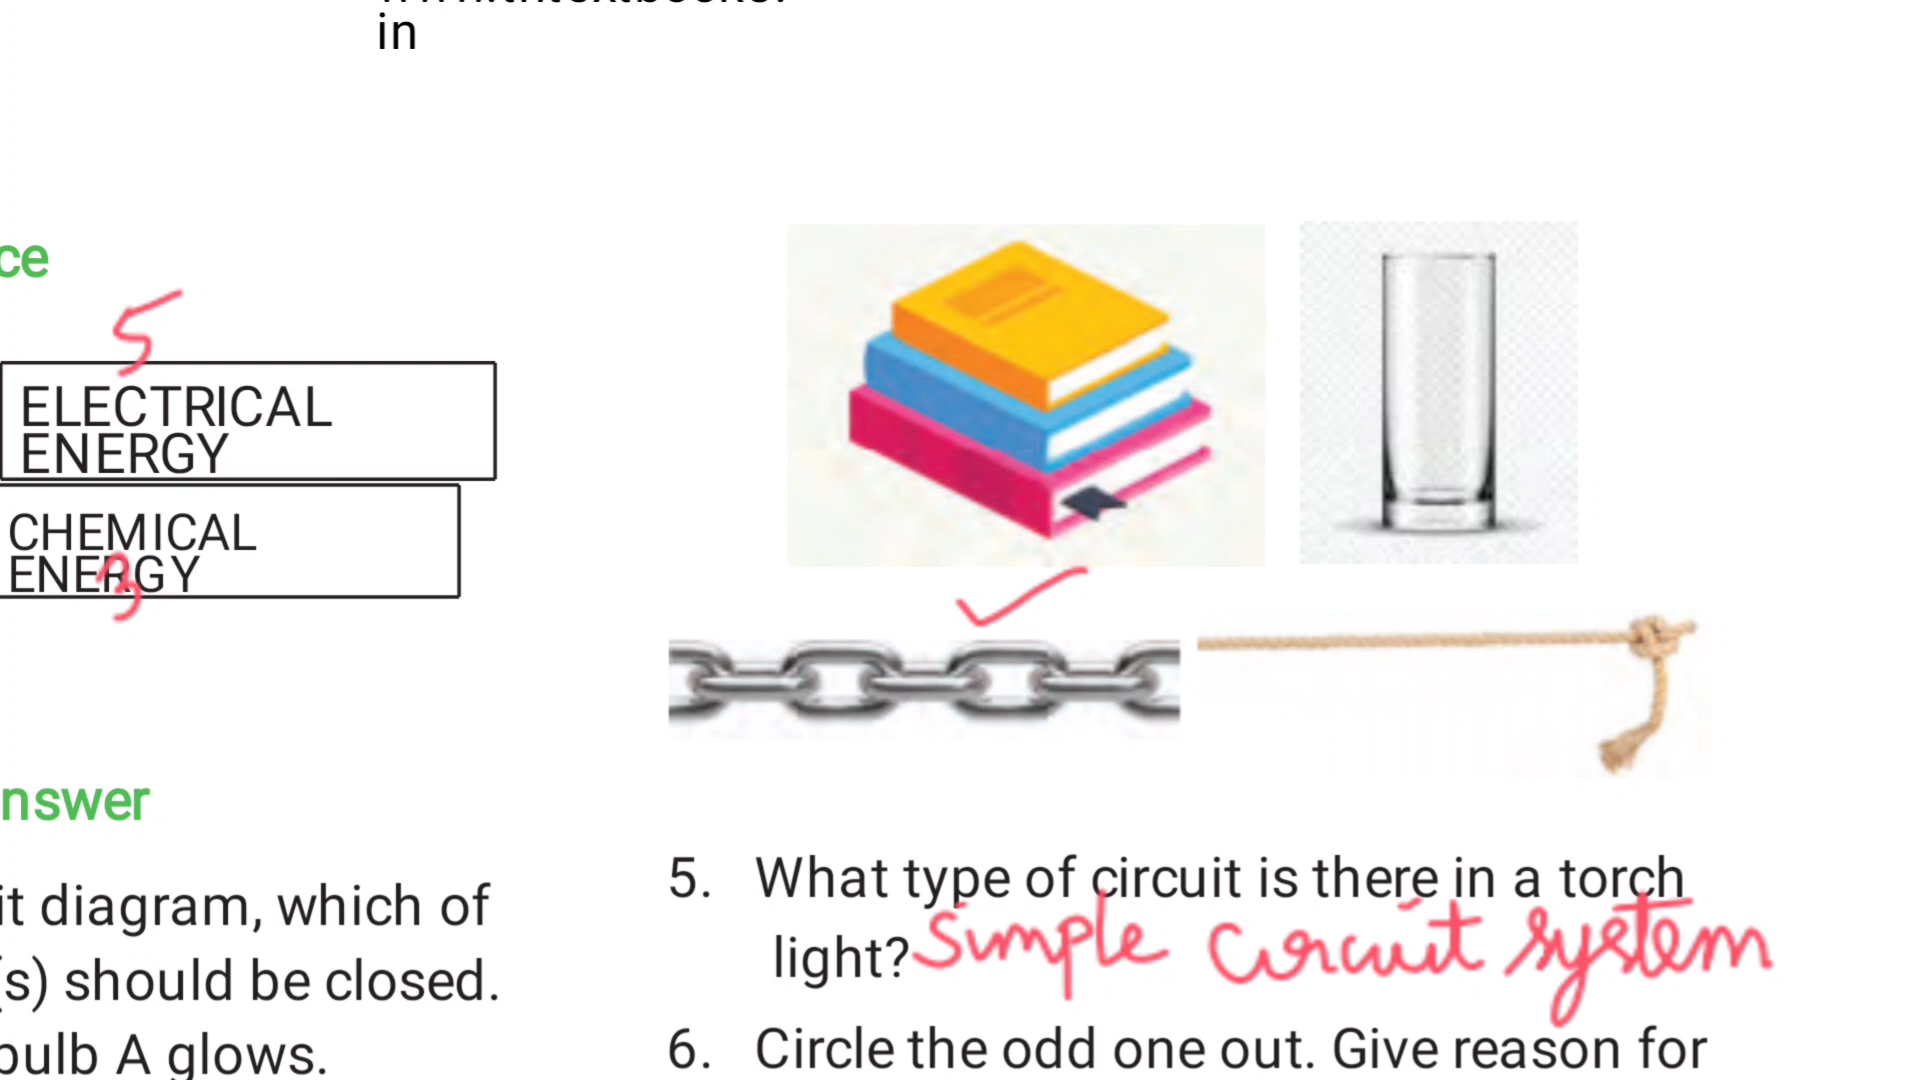 in
ce
5
ELECTRICAL
ENERGY
CHEMICAL
ENERGY
3
nswer
it diagram, which of
(s) should be closed.
bulb A glows.
5. What type of circuit is there in a torch
light? Simple circuit system
6. Circle the odd one out. Give reason for